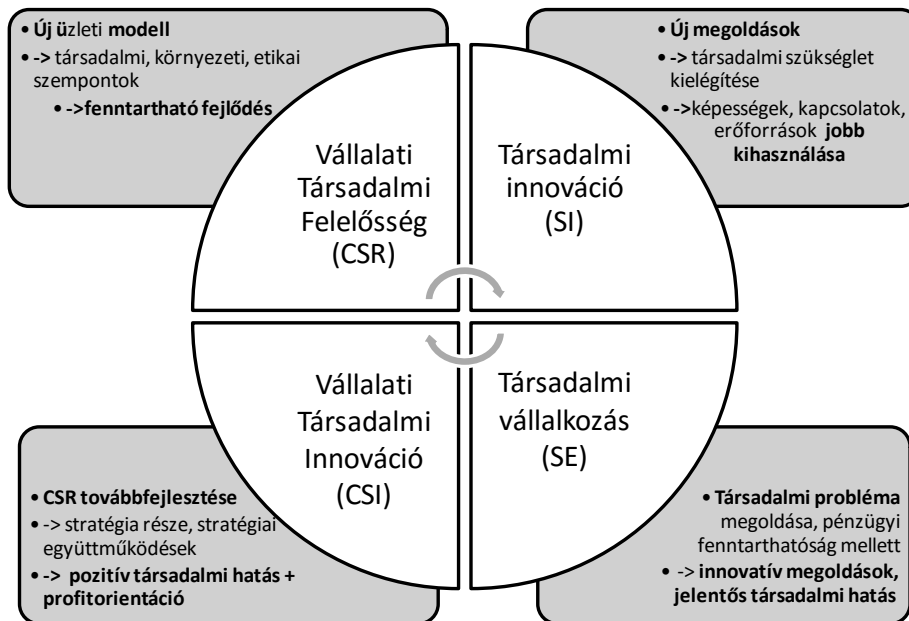 • Új üzleti modell
• -> társadalmi, környezeti, etikai
szempontok
• ->fenntartható fejlődés
• Új megoldások
• -> társadalmi szükséglet
kielégítése
• ->képességek, kapcsolatok,
erőforrások jobb
kihasználása
Vállalati
Társadalmi
Felelősség
(CSR)
Társadalmi
innováció
(SI)
Vállalati
Társadalmi
Innováció
(CSI)
Társadalmi
vállalkozás
(SE)
• CSR továbbfejlesztése
• -> stratégia része, stratégiai
együttműködések
• -> pozitív társadalmi hatás +
profitorientáció
• Társadalmi probléma
megoldása, pénzügyi
fenntarthatóság mellett
• -> innovatív megoldások,
jelentős társadalmi hatás